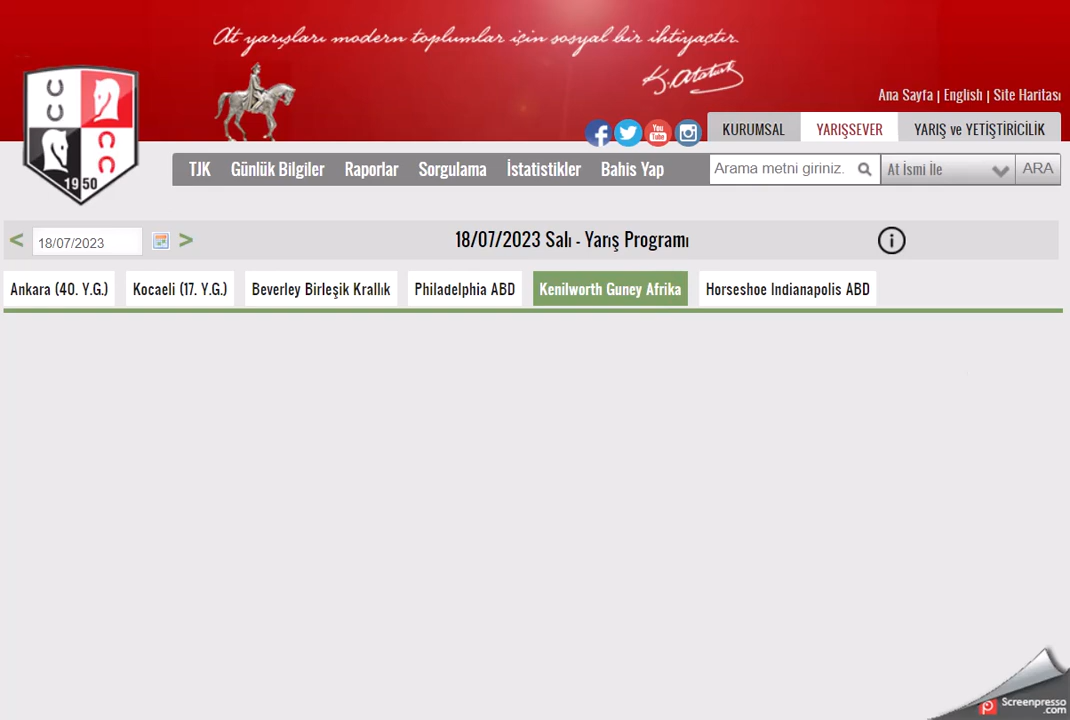 At yarışları modern toplumlar için sosyal bir ihtiyaçtır.
K. Atatürk
Ana Sayfa | English | Site Haritası
KURUMSAL YARIŞSEVER YARIŞ ve YETİŞTİRİCİLİK
You Tube
1950
TJK Günlük Bilgiler Raporlar Sorgulama İstatistikler Bahis Yap Arama metni giriniz. At İsmi İle ARA
< 18/07/2023 > 18/07/2023 Salı - Yarış Programı
Ankara (40. Y.G.) Kocaeli (17. Y.G.) Beverley Birleşik Krallık Philadelphia ABD Kenilworth Guney Afrika Horseshoe Indianapolis ABD
Screenpresso
.com